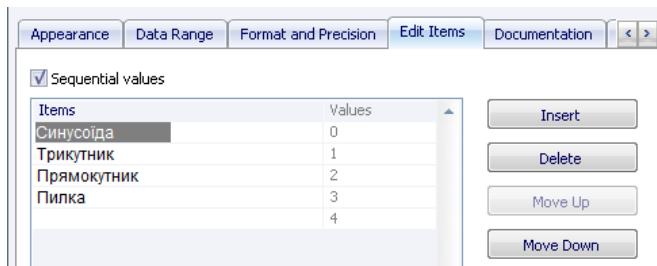 Appearance Data Range Format and Precision Edit Items Documentation
Sequential values
Items Values
Синусоїда 0
Трикутник 1
Прямокутник 2
Пилка 3
4
Insert
Delete
Move Up
Move Down